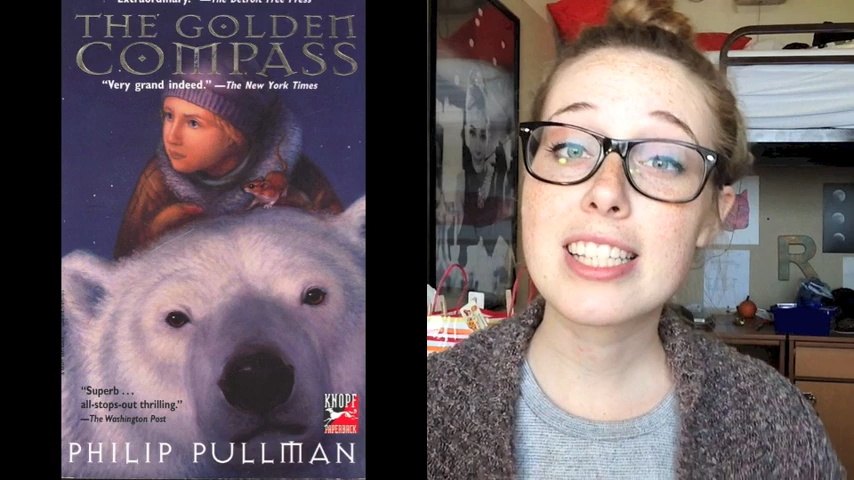 Extraordinary." —The Detroit Free Press
THE GOLDEN
COMPASS
"Very grand indeed." —The New York Times
"Superb . . .
all-stops-out thrilling."
—The Washington Post
KNOPF
PAPERBACK
PHILIP PULLMAN
R